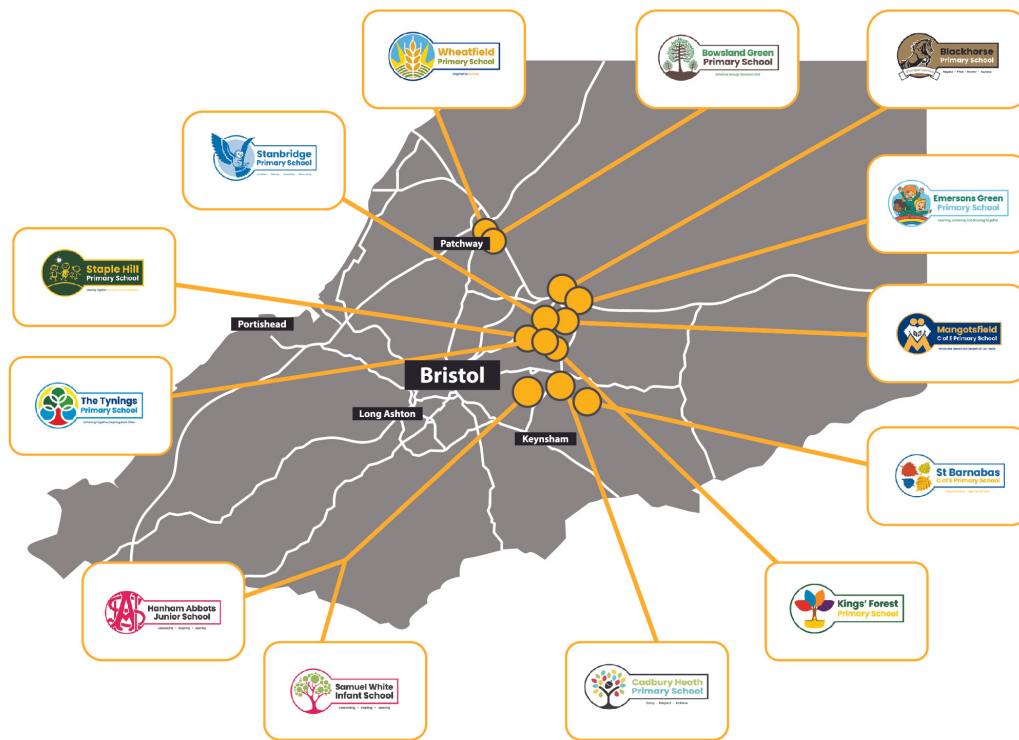 Wheatfield
Primary School
Bowsland Green
Primary School
Blackhorse
Primary School
Stanbridge
Primary School
Emersons Green
Primary School
Patchway
Staple Hill
Primary School
Portishead
Mangotsfield
C of E Primary School
Bristol
The Tynings
Primary School
Long Ashton
Keynsham
St Barnabas
C of E Primary School
Hanham Abbots
Junior School
Kings' Forest
Primary School
Samuel White
Infant School
Cadbury Heath
Primary School
Enjoy - Respect - Achieve